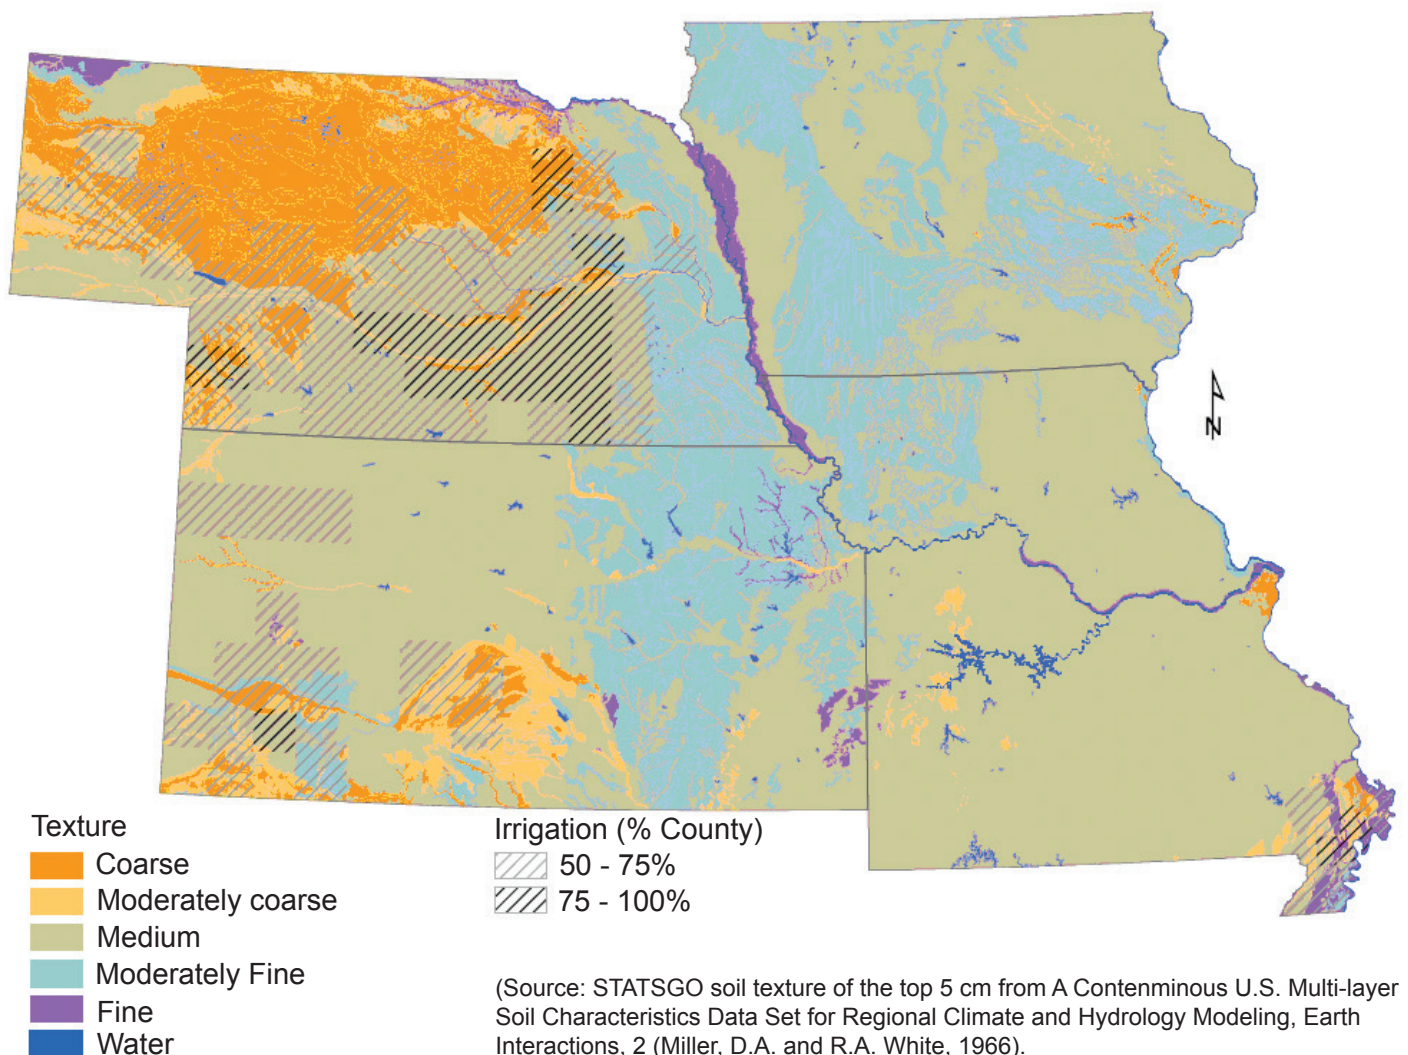 N
Texture
Coarse
Moderately coarse
Medium
Moderately Fine
Fine
Water
Irrigation (% County)
50 - 75%
75 - 100%
(Source: STATSGO soil texture of the top 5 cm from A Contenminous U.S. Multi-layer
Soil Characteristics Data Set for Regional Climate and Hydrology Modeling, Earth
Interactions, 2 (Miller, D.A. and R.A. White, 1966).